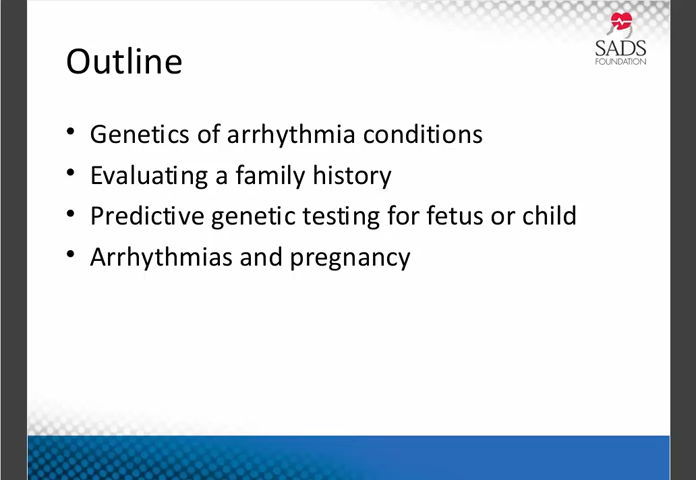 SADS
FOUNDATION
Outline
• Genetics of arrhythmia conditions
• Evaluating a family history
• Predictive genetic testing for fetus or child
• Arrhythmias and pregnancy